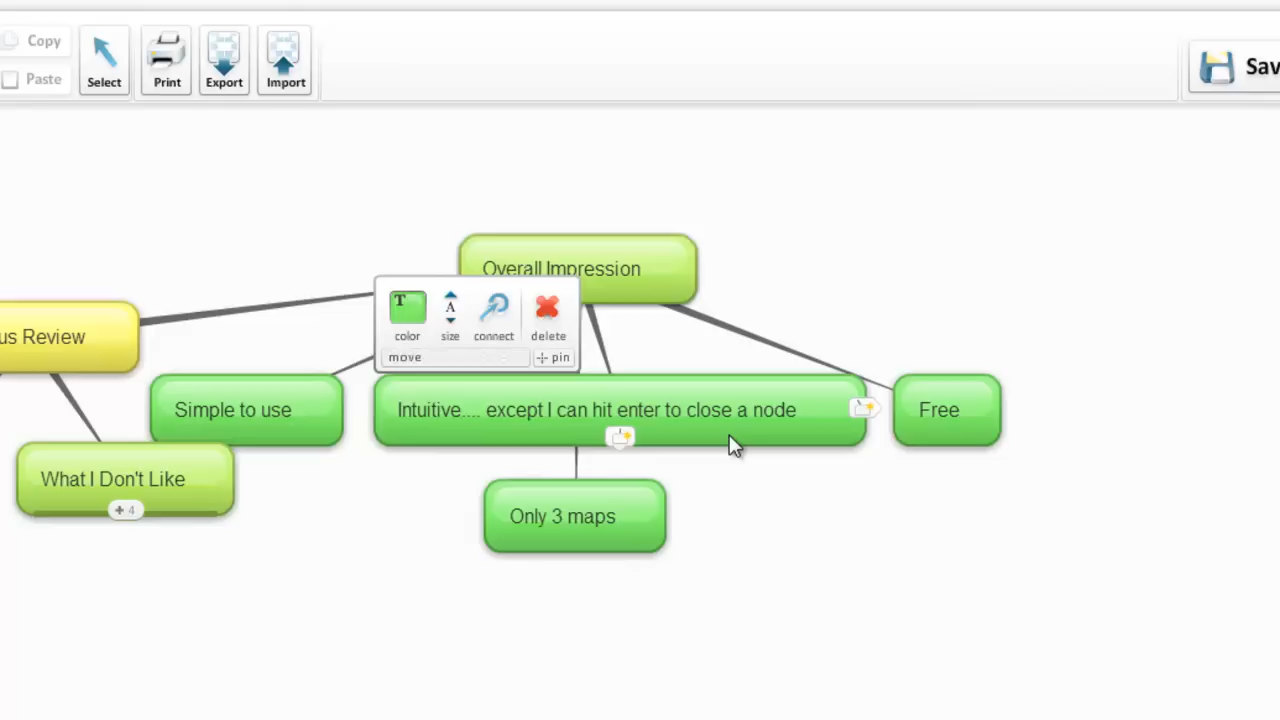 Copy
Paste
Select
Print
Export
Import
Sav
Overall Impression
T
A
color
size
connect
delete
move
pin
us Review
Simple to use
Intuitive.... except I can hit enter to close a node
Free
What I Don't Like
+ 4
Only 3 maps